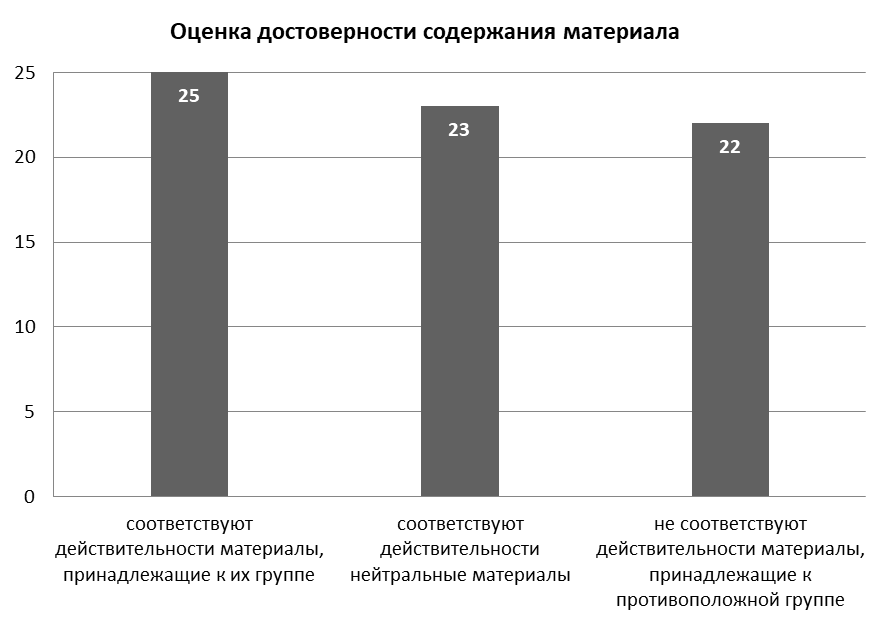 Оценка достоверности содержания материала
25
20
15
10
5
0
25
23
22
соответствуют
действительности материалы,
принадлежащие к их группе
соответствуют
действительности
нейтральные материалы
не соответствуют
действительности материалы,
принадлежащие к
противоположной группе